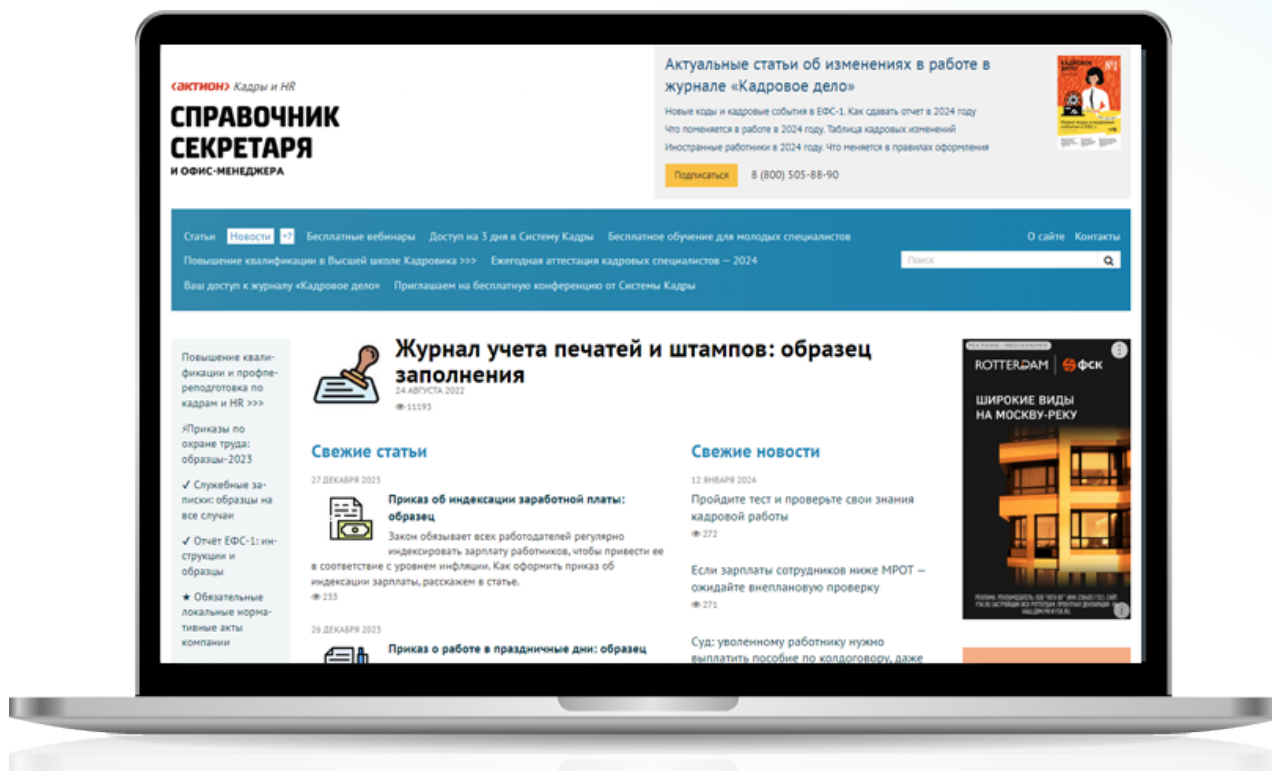 ‹актион› Кадры и HR
СПРАВОЧНИК
СЕКРЕТАРЯ
И ОФИС-МЕНЕДЖЕРА
Актуальные статьи об изменениях в работе в
журнале «Кадровое дело»
Новые коды и кадровые события в ЕФС-1. Как сдавать отчет в 2024 году
Что поменяется в работе в 2024 году. Таблица кадровых изменений
Иностранные работники в 2024 году. Что меняется в правилах оформления
Подписаться 8 (800) 505-88-90
КАДРОВОЕ
ДЕЛО
№1
Статьи Новости +7 Бесплатные вебинары Доступ на 3 дня в Систему Кадры Бесплатное обучение для молодых специалистов
О сайте Контакты
Повышение квалификации в Высшей школе Кадровика >>> Ежегодная аттестация кадровых специалистов — 2024
Поиск
Ваш доступ к журналу «Кадровое дело» Приглашаем на бесплатную конференцию от Системы Кадры
Повышение квали-
фикации и профпе-
реподготовка по
кадрам и HR >>>
⚡Приказы по
охране труда:
образцы-2023
✓ Служебные за-
писки: образцы на
все случаи
✓ Отчет ЕФС-1: ин-
струкции и
образцы
★ Обязательные
локальные норма-
тивные акты
компании
Журнал учета печатей и штампов: образец
заполнения
24 АВГУСТА 2022
11193
Свежие статьи
27 ДЕКАБРЯ 2023
Приказ об индексации заработной платы:
образец
Закон обязывает всех работодателей регулярно
индексировать зарплату работников, чтобы привести ее
в соответствие с уровнем инфляции. Как оформить приказ об
индексации зарплаты, расскажем в статье.
233
26 ДЕКАБРЯ 2023
Приказ о работе в праздничные дни: образец
Свежие новости
12 ЯНВАРЯ 2024
Пройдите тест и проверьте свои знания
кадровой работы
272
Если зарплаты сотрудников ниже МРОТ —
ожидайте внеплановую проверку
271
Суд: уволенному работнику нужно
выплатить пособие по колдоговору, даже
ROTTERDAM ФСК
ШИРОКИЕ ВИДЫ
НА МОСКВУ-РЕКУ